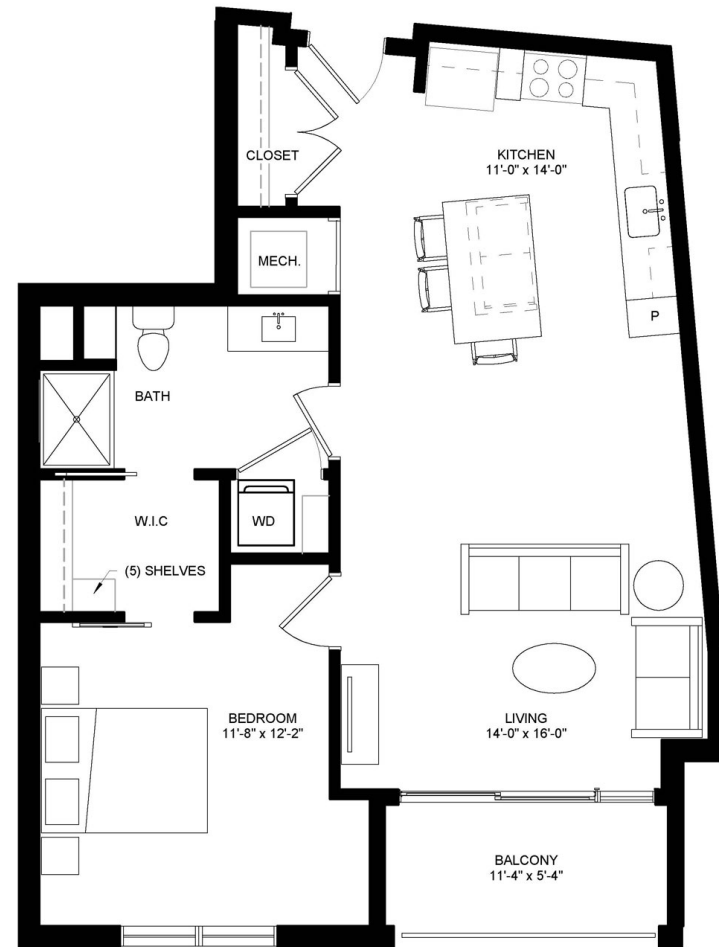 CLOSET
KITCHEN
11'-0" x 14'-0"
MECH.
P
BATH
W.I.C
WD
(5) SHELVES
BEDROOM
11'-8" x 12'-2"
LIVING
14'-0" x 16'-0"
BALCONY
11'-4" x 5'-4"